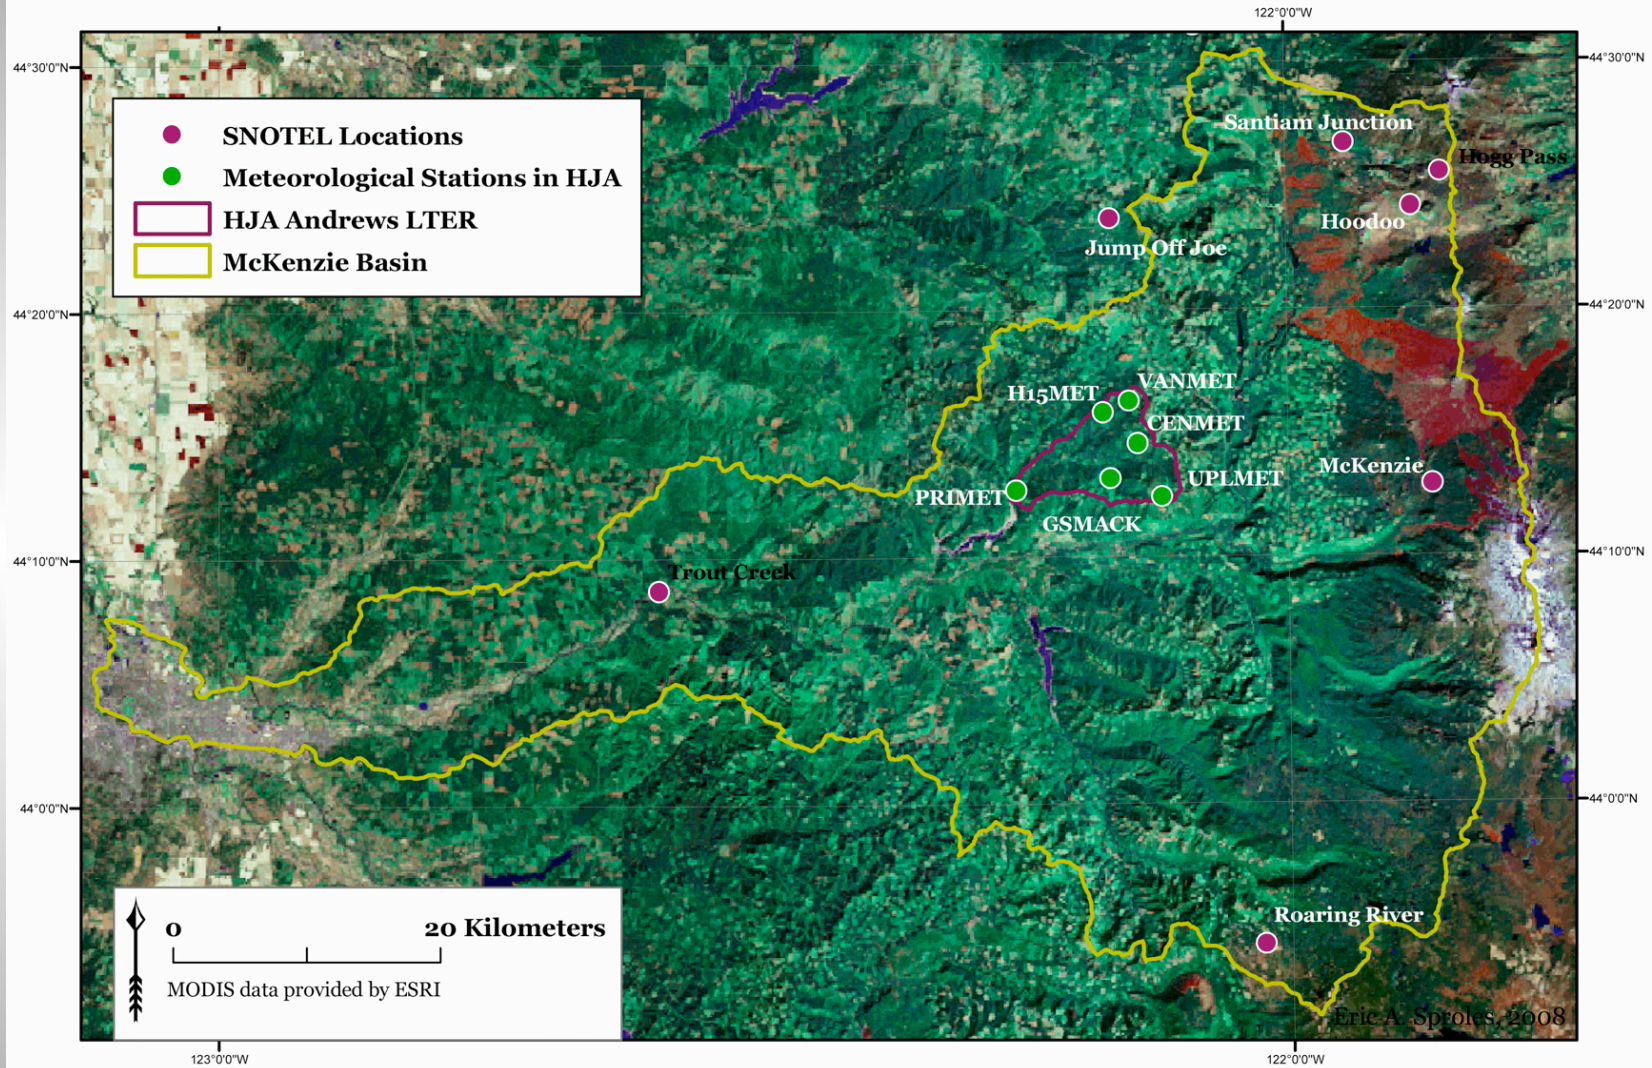 122°0'0"W
44°30'0"N
44°30'0"N
SNOTEL Locations
Meteorological Stations in HJA
HJA Andrews LTER
McKenzie Basin
Santiam Junction
Hogg Pass
Hoodoo
Jump Off Joe
44°20'0"N
44°20'0"N
VANMET
H15MET
CENMET
McKenzie
UPLMET
PRIMET
GSMACK
44°10'0"N
44°10'0"N
Trout Creek
44°0'0"N
44°0'0"N
Roaring River
0 20 Kilometers
MODIS data provided by ESRI
Eric A. Sproles, 2008
123°0'0"W
122°0'0"W